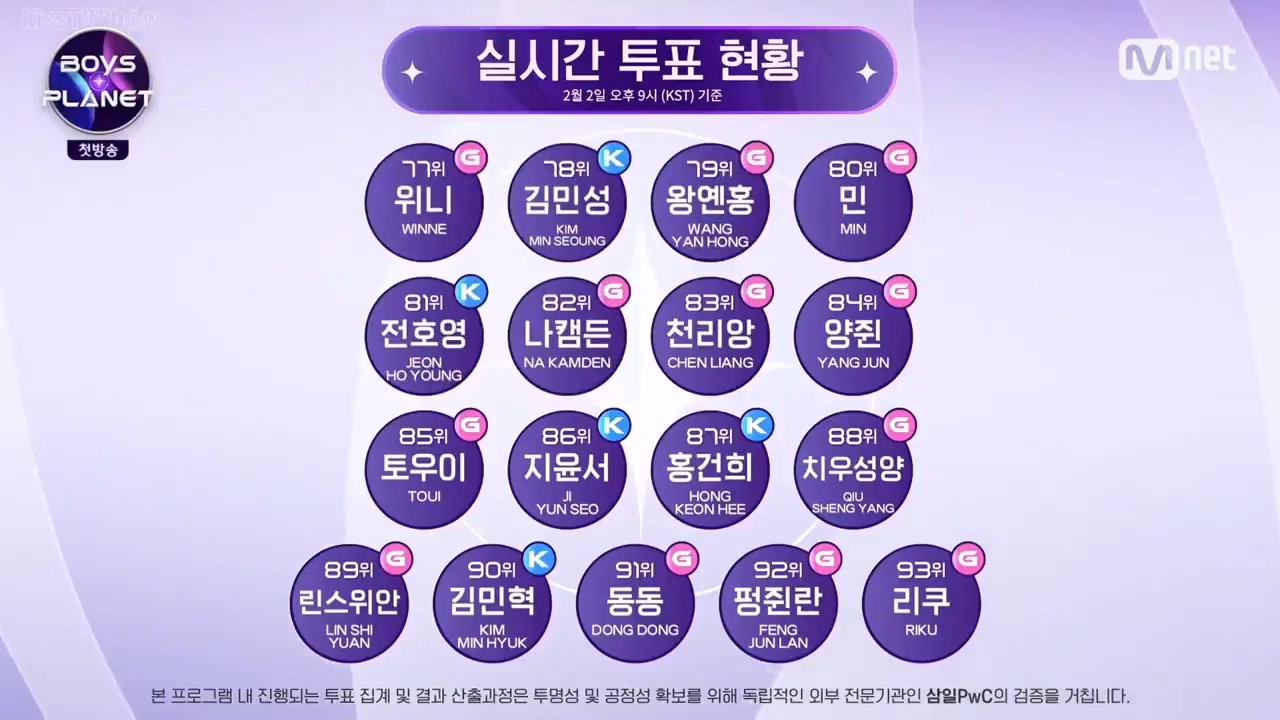 KissTVShow
BOYS
PLANET
첫방송
실시간 투표 현황
2월 2일 오후 9시 (KST) 기준
Mnet
77위
G
위니
WINNE
78위
K
김민성
KIM
MIN SEOUNG
79위
G
왕옌홍
WANG
YAN HONG
80위
G
민
MIN
81위
K
전호영
JEON
HO YOUNG
82위
G
나캠든
NA KAMDEN
83위
G
천리앙
CHEN LIANG
84위
G
양쥔
YANG JUN
85위
G
토우이
TOUI
86위
K
지윤서
JI
YUN SEO
87위
K
홍건희
HONG
KEON HEE
88위
G
치우성양
QIU
SHENG YANG
89위
G
린스위안
LIN SHI
YUAN
90위
K
김민혁
KIM
MIN HYUK
91위
G
동동
DONG DONG
92위
G
펑쥔란
FENG
JUN LAN
93위
G
리쿠
RIKU
본 프로그램 내 진행되는 투표 집계 및 결과 산출과정은 투명성 및 공정성 확보를 위해 독립적인 외부 전문기관인 삼일PwC의 검증을 거칩니다.